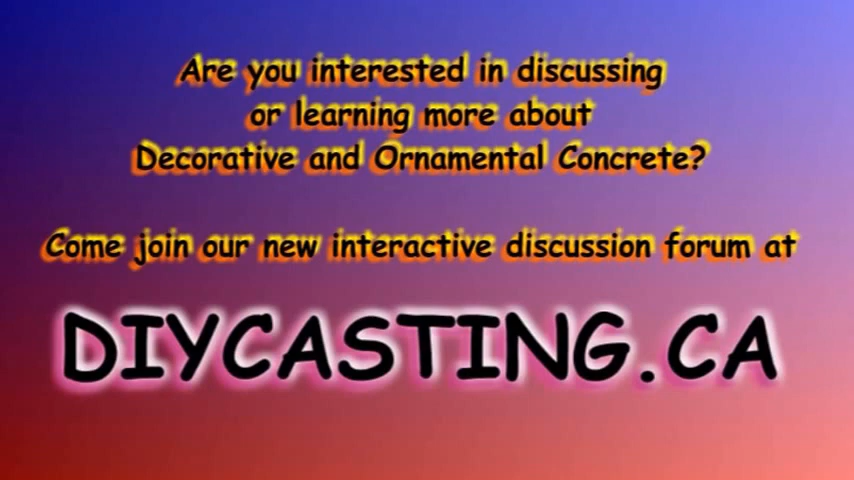 Are you interested in discussing
or learning more about
Decorative and Ornamental Concrete?
Come join our new interactive discussion forum at
DIYCASTING.CA